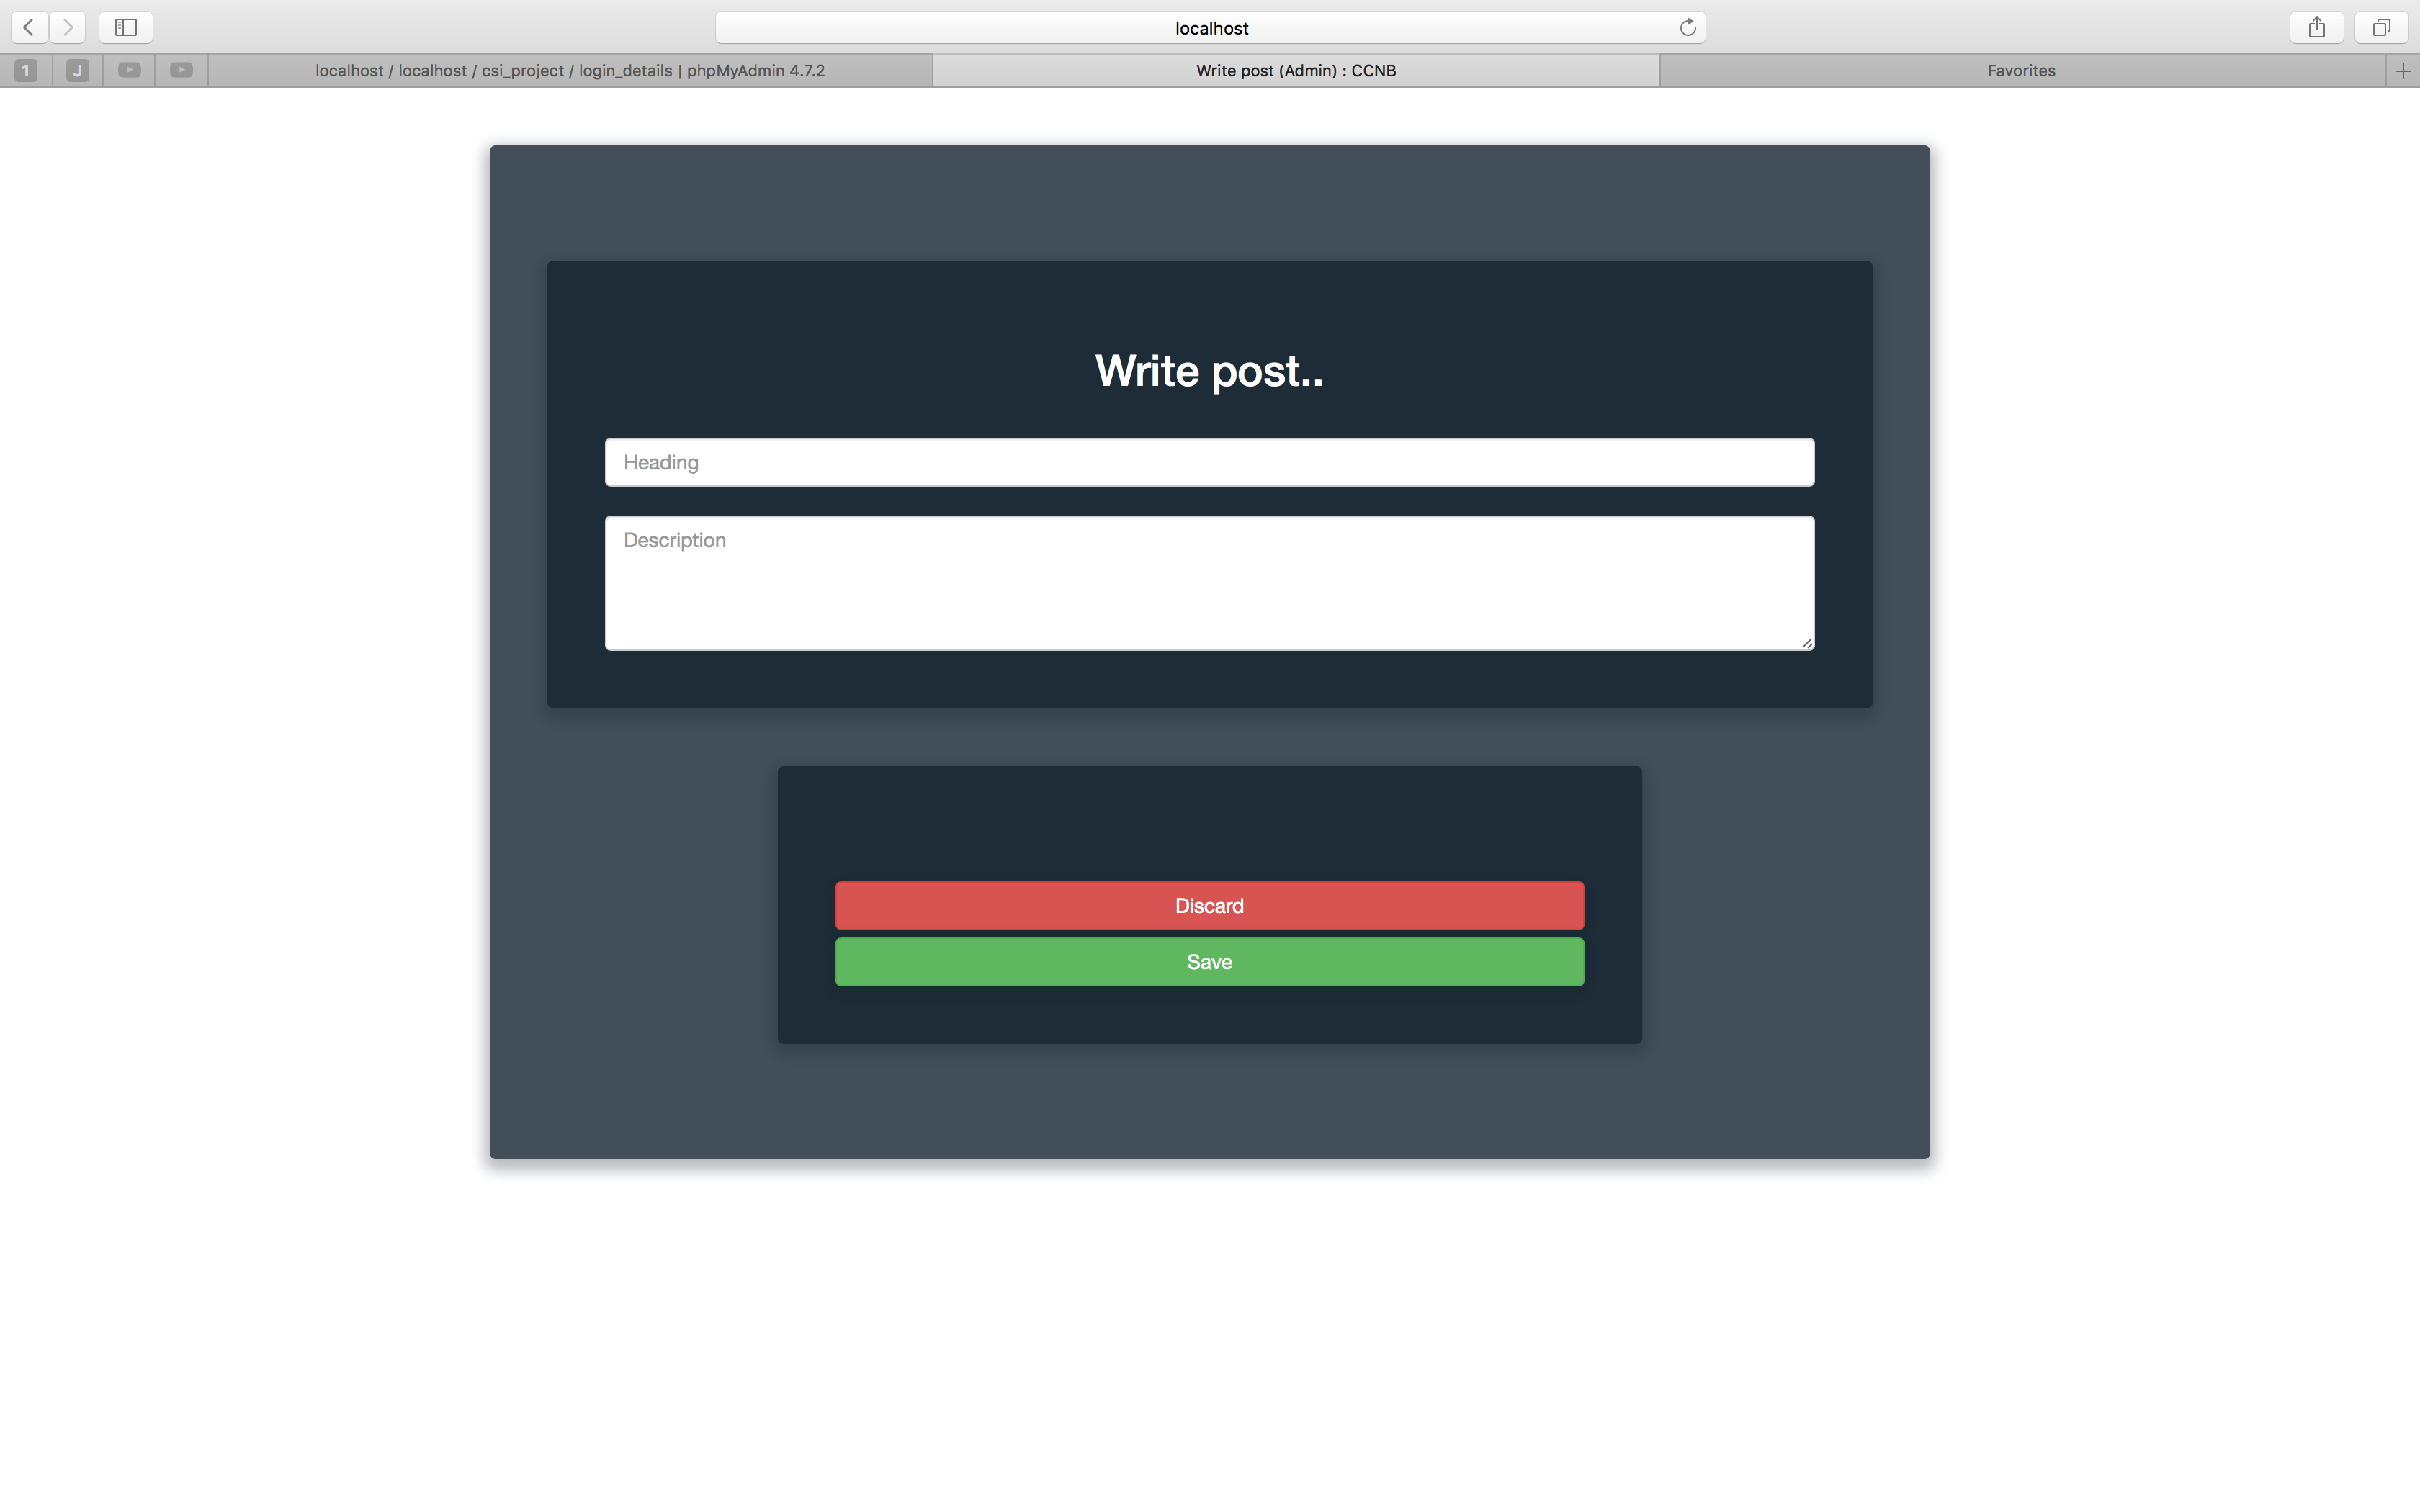 localhost
1
J
localhost / localhost / csi_project / login_details | phpMyAdmin 4.7.2
Write post (Admin) : CCNB
Favorites
Write post..
Heading
Description
Discard
Save